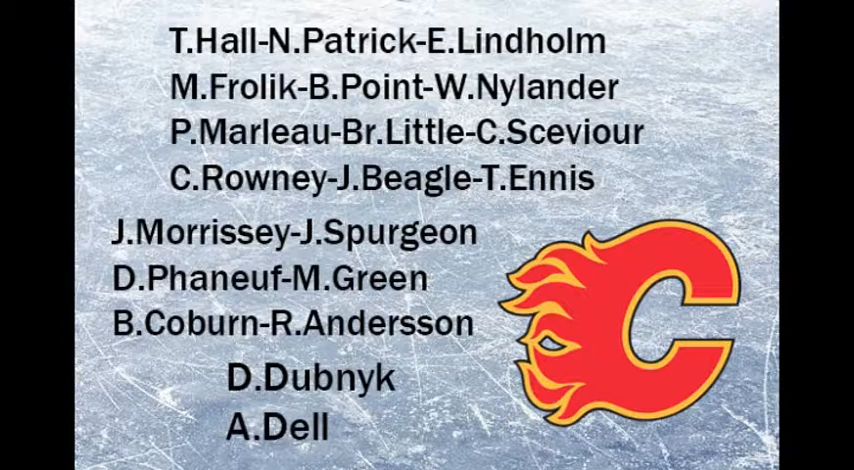 T.Hall-N.Patrick-E.Lindholm
M.Frolik-B.Point-W.Nylander
P.Marleau-Br.Little-C.Sceviour
C.Rowney-J.Beagle-T.Ennis
J.Morrissey-J.Spurgeon
D.Phaneuf-M.Green
B.Coburn-R.Andersson
D.Dubnyk
A.Dell